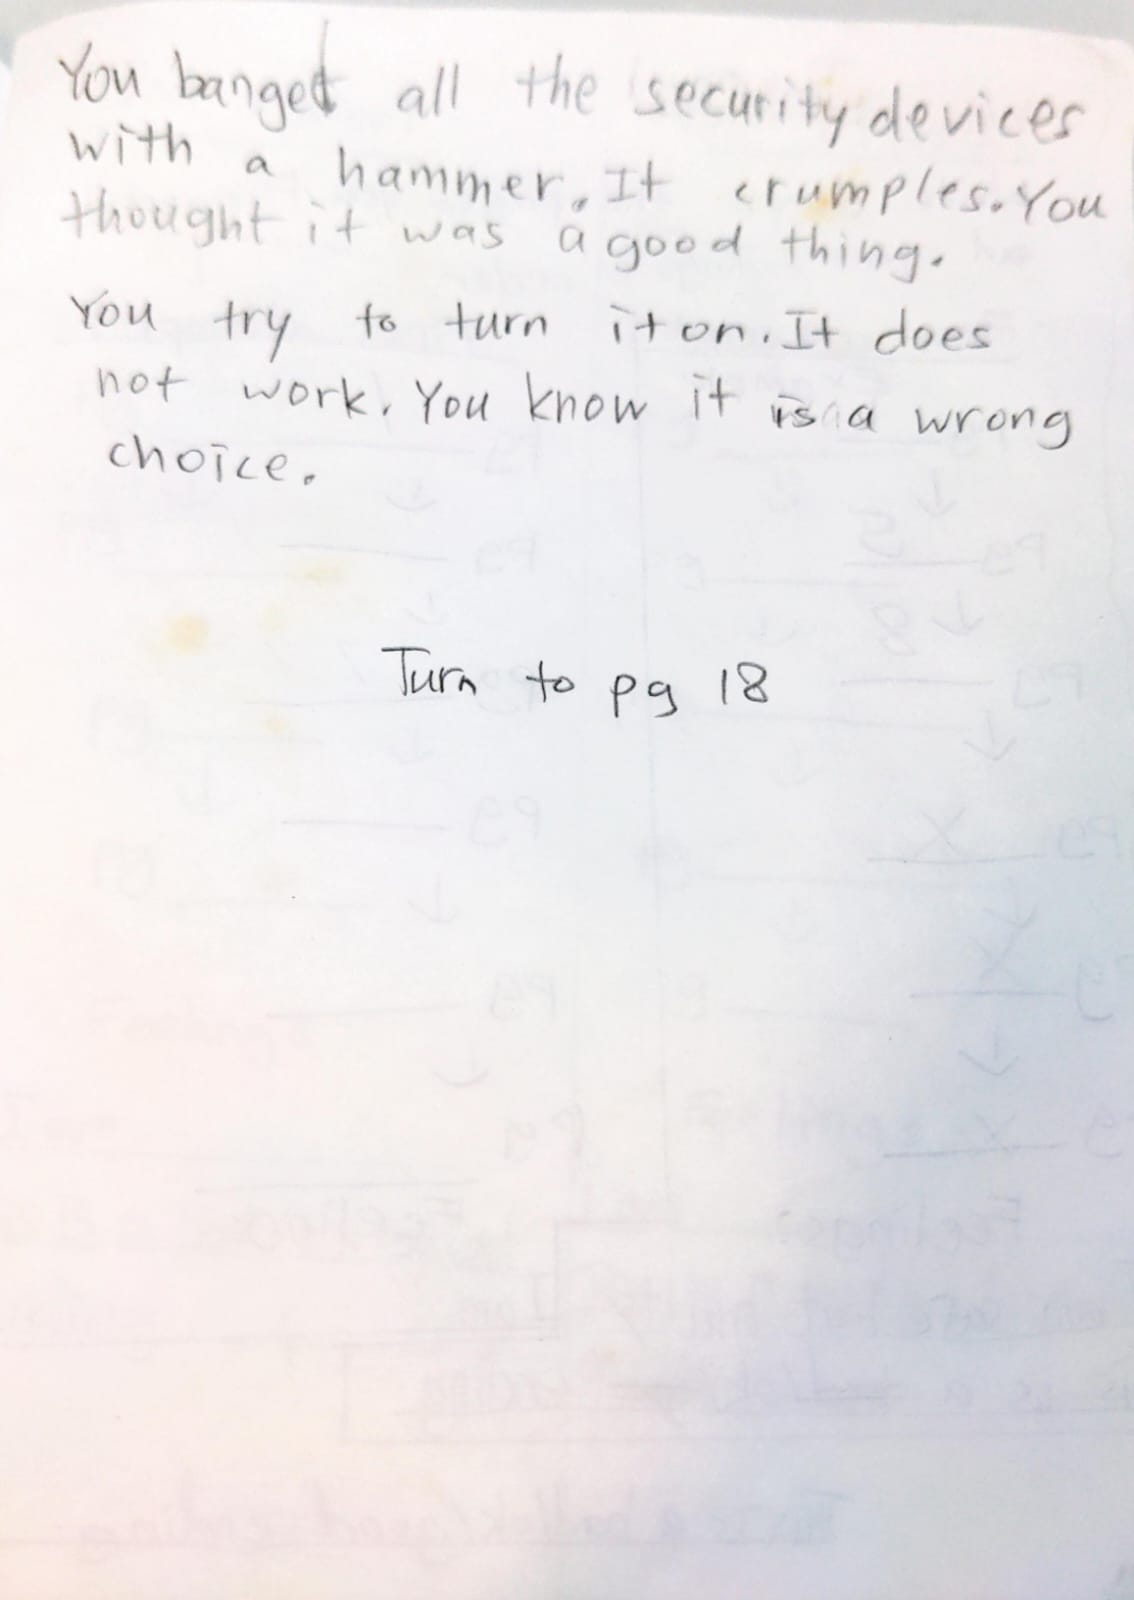 You banged all the security devices
with a hammer. It crumples. You
thought it was a good thing.
You try to turn it on. It does
not work. You know it is a wrong
choice.
Turn to pg 18